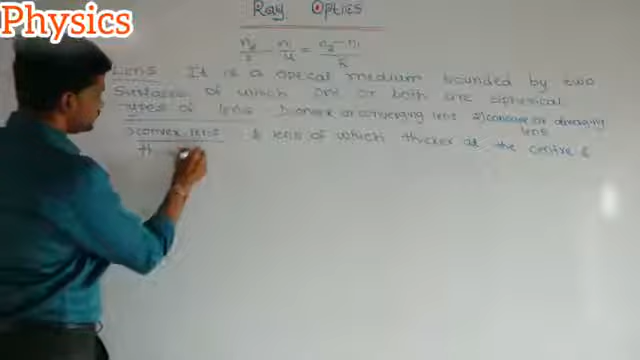 Physics
Ray Optics
n₂/v - n₁/u = n₂-n₁/R
Lens It is a optical medium bounded by two
Surfaces of which one or both are spherical
Types of lens 1) convex or converging lens 2) concave or diverging lens
1) convex lens A lens of which thicker at the centre &
th